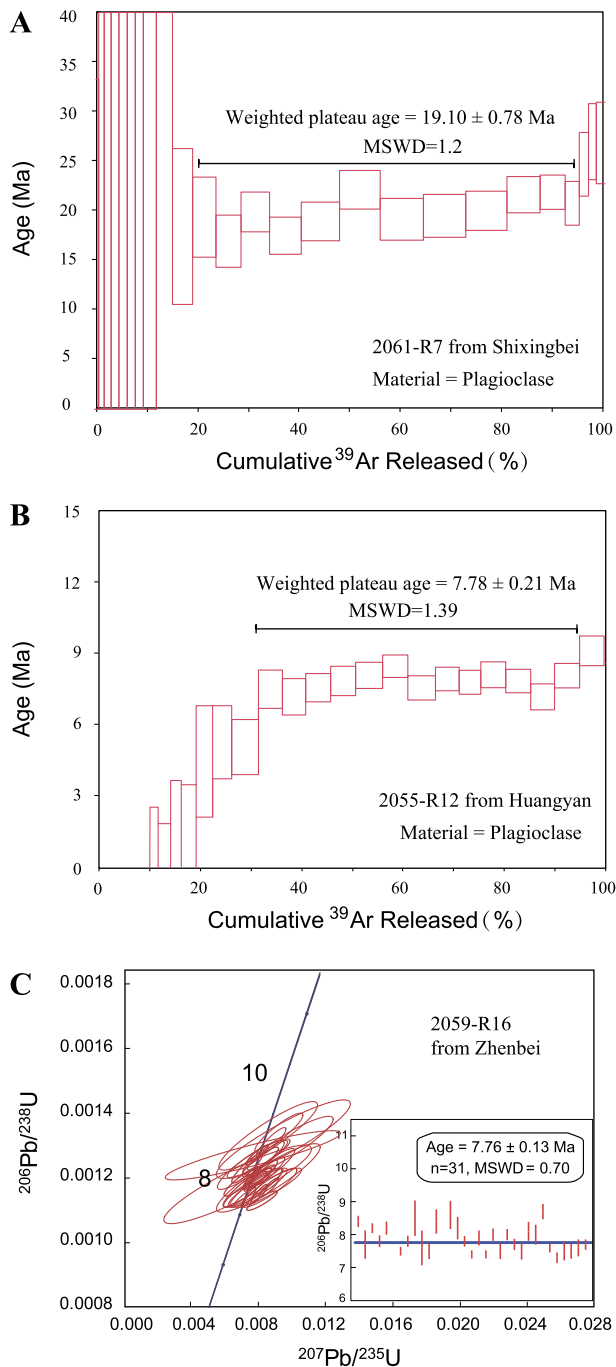 A
40
35
30
25
20
15
10
5
0
Age (Ma)
Weighted plateau age = 19.10 ± 0.78 Ma
MSWD=1.2
2061-R7 from Shixingbei
Material = Plagioclase
0 20 40 60 80 100
Cumulative ³⁹Ar Released (%)
B
15
12
9
6
3
0
Age (Ma)
Weighted plateau age = 7.78 ± 0.21 Ma
MSWD=1.39
2055-R12 from Huangyan
Material = Plagioclase
0 20 40 60 80 100
Cumulative ³⁹Ar Released (%)
C
0.0018
0.0016
0.0014
0.0012
0.0010
0.0008
²⁰⁶Pb/²³⁸U
2059-R16
from Zhenbei
10
8
11
10
9
8
7
6
²⁰⁶Pb/²³⁸U
Age = 7.76 ± 0.13 Ma
n=31, MSWD = 0.70
0.000 0.004 0.008 0.012 0.016 0.020 0.024 0.028
²⁰⁷Pb/²³⁵U